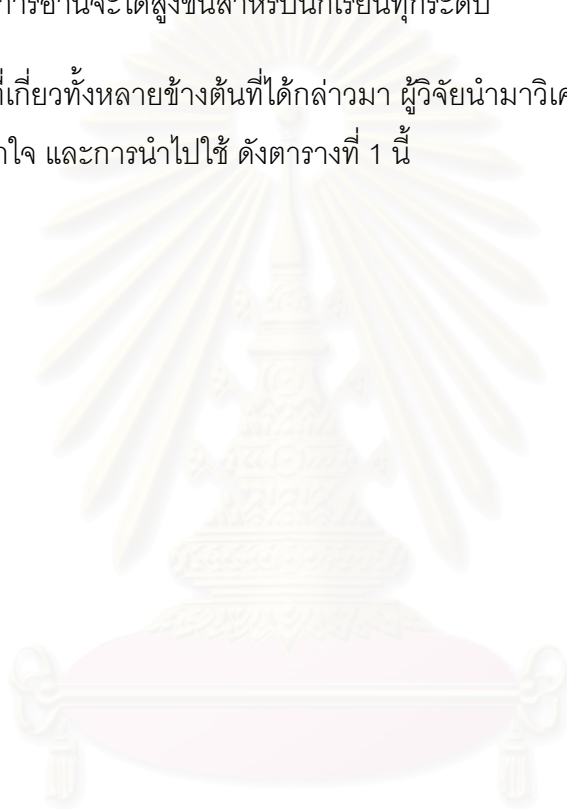 การอ่านจะได้สูงขึ้นสำหรับนักเรียนทุกระดับ
ที่เกี่ยวทั้งหลายข้างต้นที่ได้กล่าวมา ผู้วิจัยนำมาวิเค
และการนำไปใช้ ดังตารางที่ 1 นี้